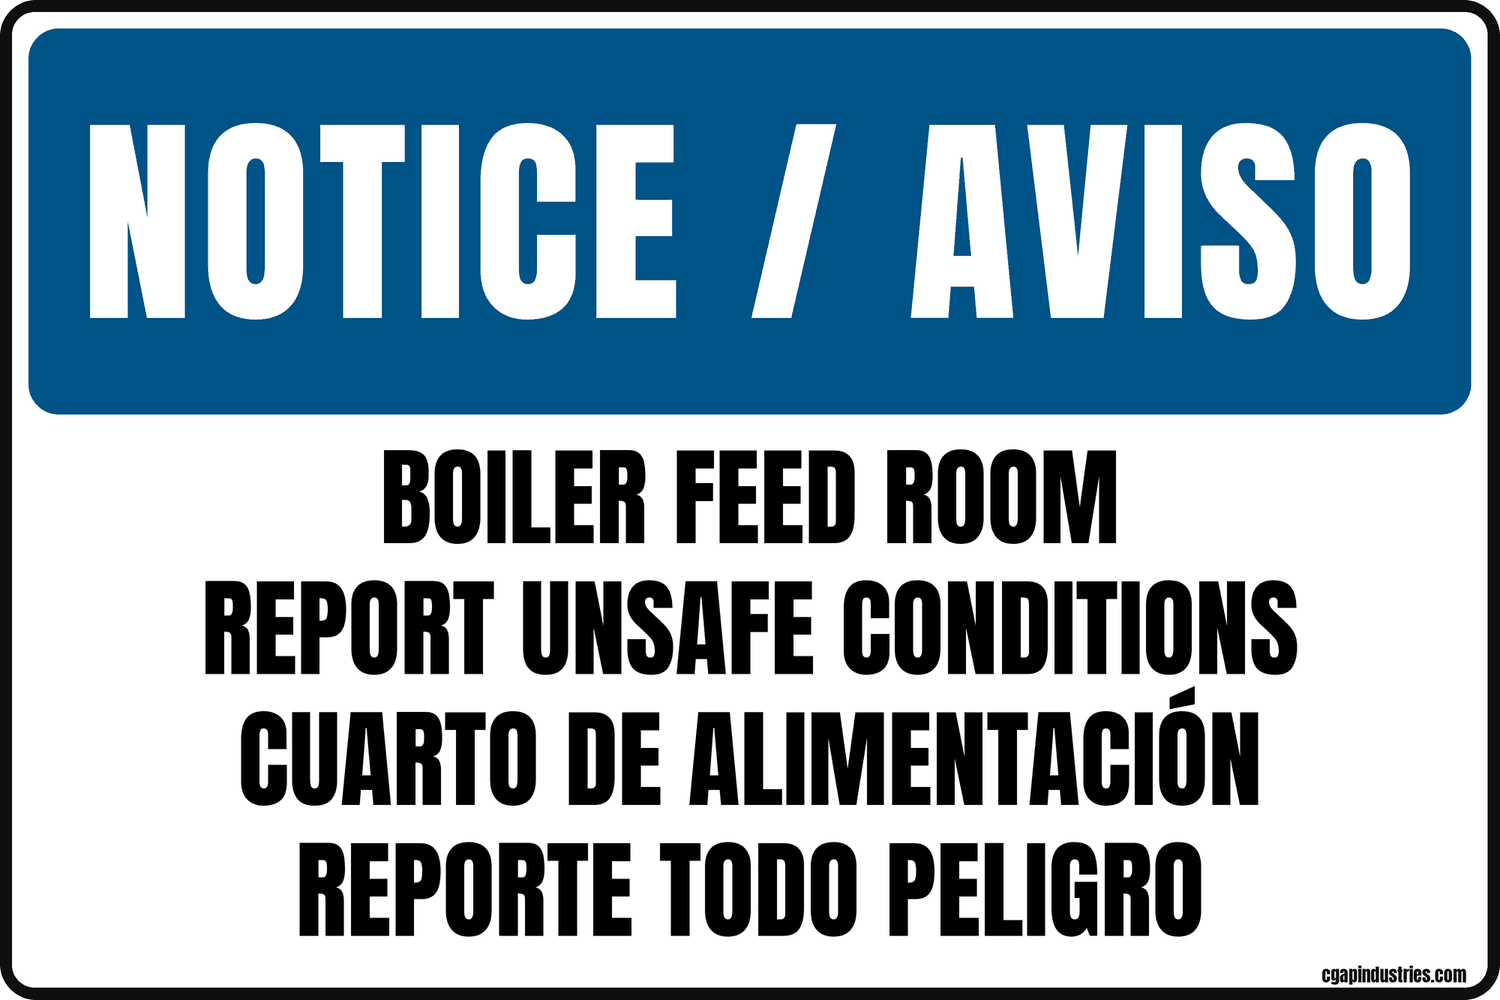 NOTICE / AVISO
BOILER FEED ROOM
REPORT UNSAFE CONDITIONS
CUARTO DE ALIMENTACIÓN
REPORTE TODO PELIGRO
cgapindustries.com